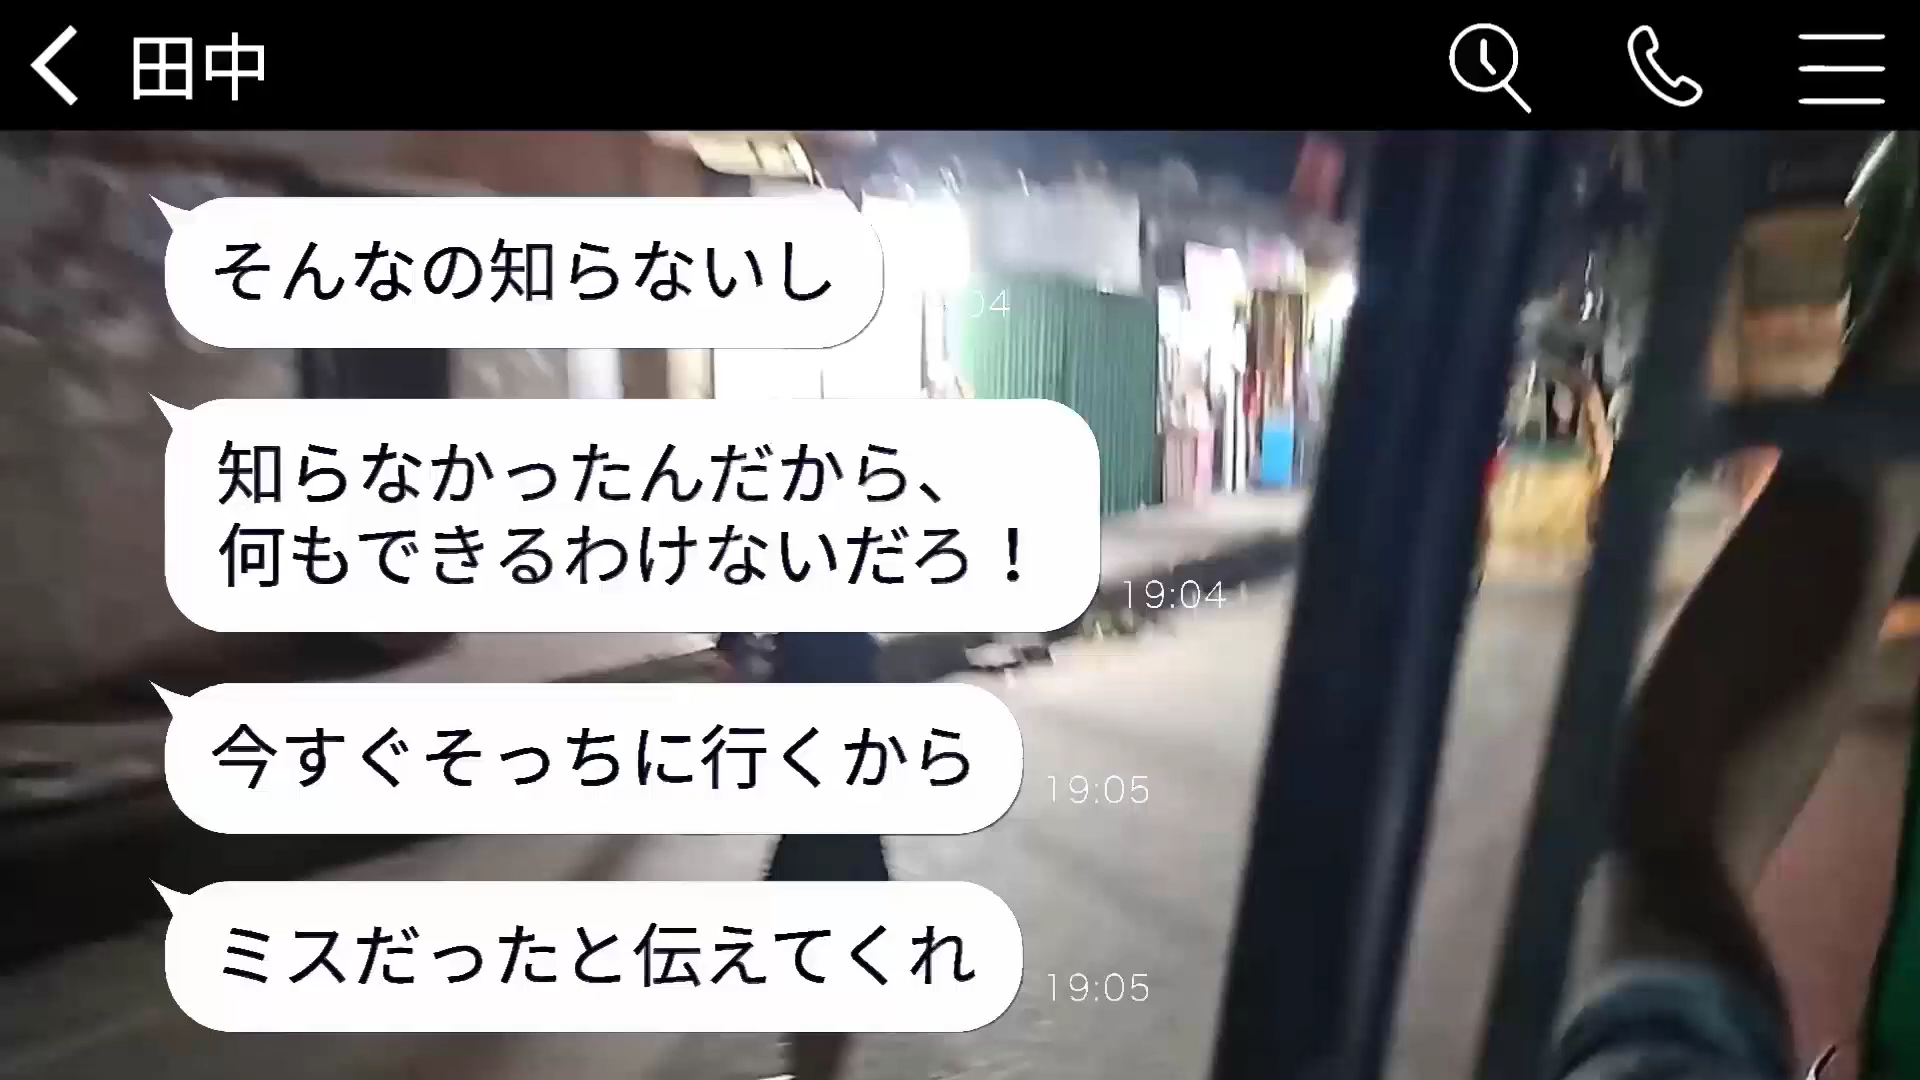 田中
そんなの知らないし
04
知らなかったんだから、
何もできるわけないだろ！
19:04
今すぐそっちに行くから
19:05
ミスだったと伝えてくれ
19:05